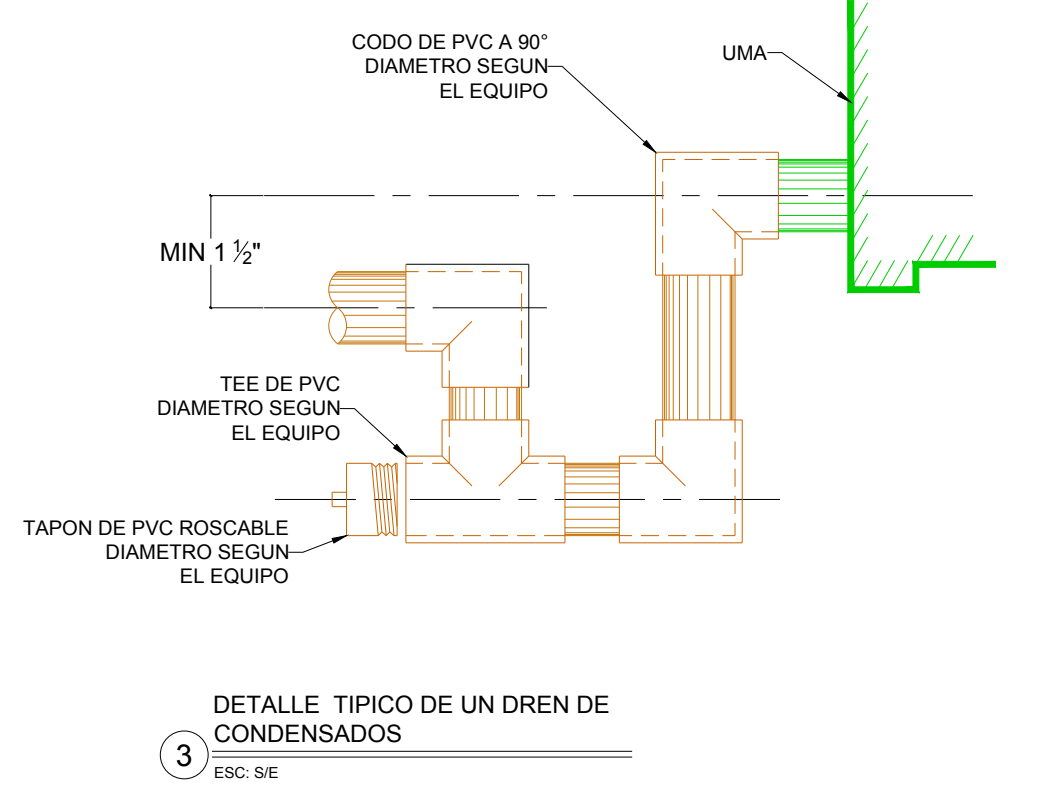 CODO DE PVC A 90°
DIAMETRO SEGUN
EL EQUIPO
UMA
MIN 1 ½"
TEE DE PVC
DIAMETRO SEGUN
EL EQUIPO
TAPON DE PVC ROSCABLE
DIAMETRO SEGUN
EL EQUIPO
DETALLE TIPICO DE UN DREN DE
CONDENSADOS
3
ESC: S/E